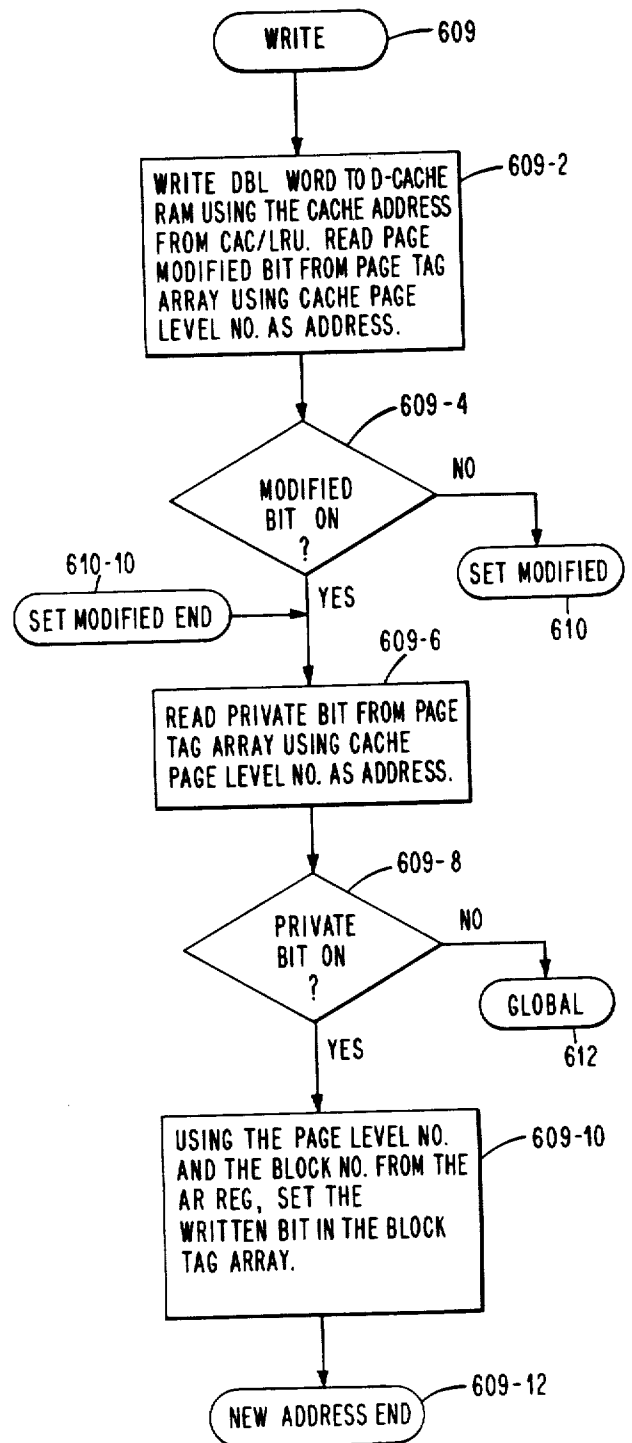 WRITE
609
609-2
WRITE DBL WORD TO D-CACHE
RAM USING THE CACHE ADDRESS
FROM CAC/LRU. READ PAGE
MODIFIED BIT FROM PAGE TAG
ARRAY USING CACHE PAGE
LEVEL NO. AS ADDRESS.
609-4
MODIFIED
BIT ON
?
NO
SET MODIFIED
610
610-10
SET MODIFIED END
YES
609-6
READ PRIVATE BIT FROM PAGE
TAG ARRAY USING CACHE
PAGE LEVEL NO. AS ADDRESS.
609-8
PRIVATE
BIT ON
?
NO
GLOBAL
612
YES
USING THE PAGE LEVEL NO.
AND THE BLOCK NO. FROM THE
AR REG, SET THE
WRITTEN BIT IN THE BLOCK
TAG ARRAY.
609-10
609-12
NEW ADDRESS END